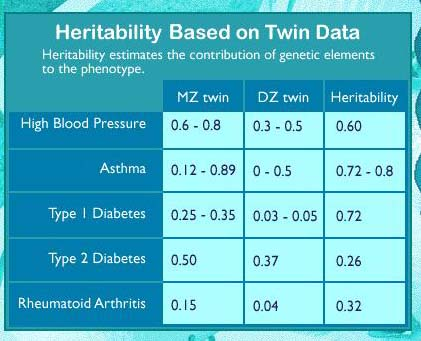 Heritability Based on Twin Data
Heritability estimates the contribution of genetic elements
to the phenotype.
MZ twin DZ twin Heritability
High Blood Pressure 0.6 - 0.8 0.3 - 0.5 0.60
Asthma 0.12 - 0.89 0 - 0.5 0.72 - 0.8
Type 1 Diabetes 0.25 - 0.35 0.03 - 0.05 0.72
Type 2 Diabetes 0.50 0.37 0.26
Rheumatoid Arthritis 0.15 0.04 0.32